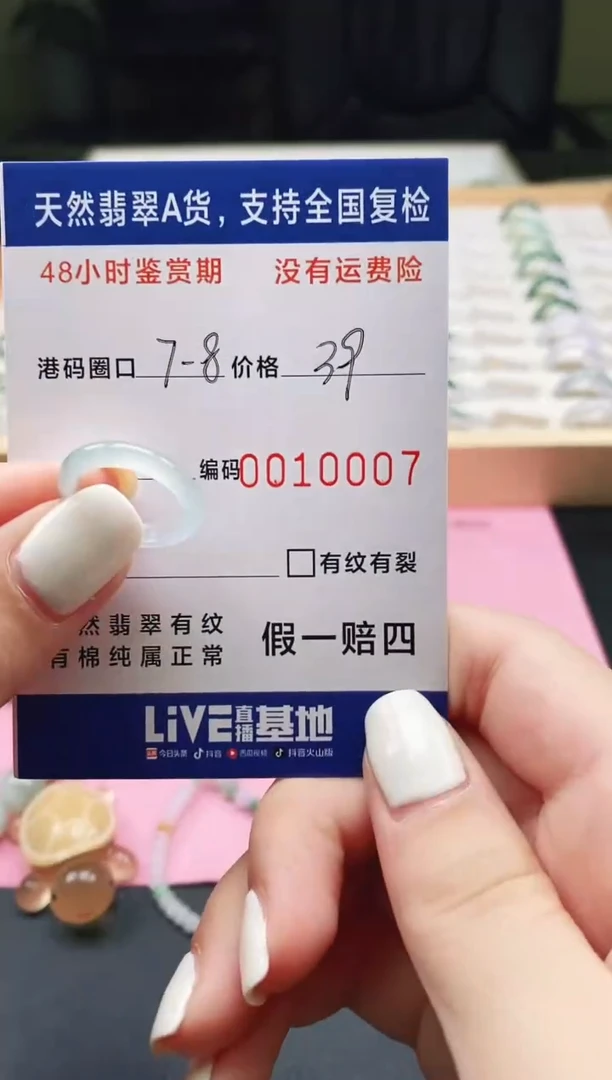 天然翡翠A货，支持全国复检
48小时鉴赏期 没有运费险
港码圈口 7-8 价格 39
编码0010007
□有纹有裂
然翡翠有纹
有棉纯属正常
假一赔四
LiVE直播基地
今日头条 抖音 西瓜视频 抖音火山版